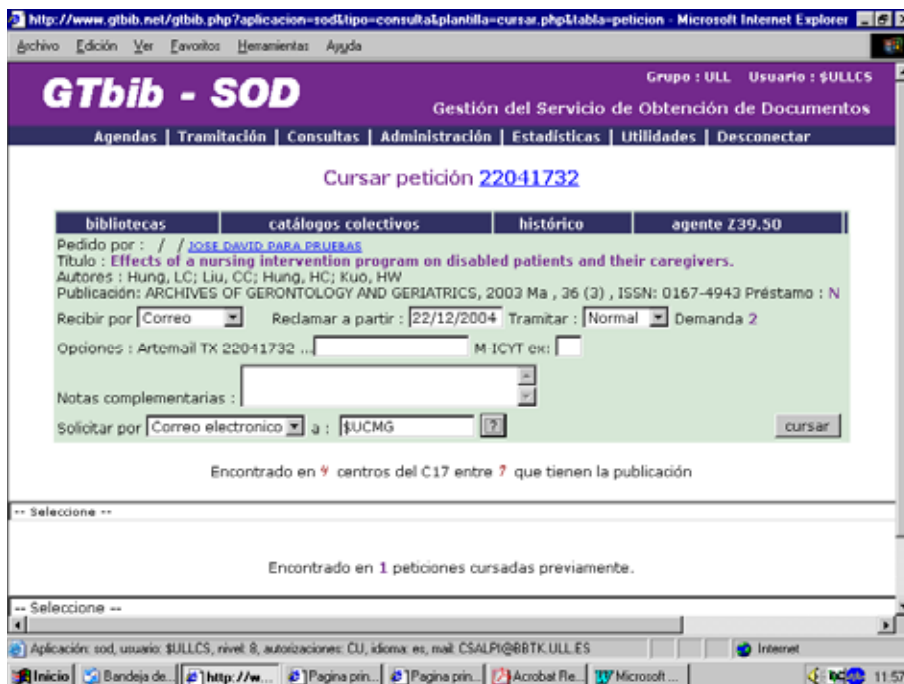 http://www.gtbib.net/gtbib.php?aplicacion=sod&tipo=consulta&plantilla=cursar.php&tabla=peticion - Microsoft Internet Explorer
Archivo Edición Ver Favoritos Herramientas Ayuda
Grupo : ULL Usuario : $ULLCS
GTbib - SOD
Gestión del Servicio de Obtención de Documentos
Agendas | Tramitación | Consultas | Administración | Estadísticas | Utilidades | Desconectar
Cursar petición 22041732
bibliotecas catálogos colectivos histórico agente Z39.50
Pedido por : / / JOSE DAVID PARA PRUEBAS
Titulo : Effects of a nursing intervention program on disabled patients and their caregivers.
Autores : Hung, LC; Liu, CC; Hung, HC; Kuo, HW
Publicación: ARCHIVES OF GERONTOLOGY AND GERIATRICS, 2003 Ma , 36 (3) , ISSN: 0167-4943 Préstamo : N
Recibir por Correo Reclamar a partir : 22/12/2004 Tramitar : Normal Demanda 2
Opciones : Artemail TX 22041732 ... M-ICYT ex:
Notas complementarias :
Solicitar por Correo electronico a : $UCMG ? cursar
Encontrado en centros del C17 entre que tienen la publicación
-- Seleccione --
Encontrado en 1 peticiones cursadas previamente.
-- Seleccione --
Aplicación: sod, usuario: $ULLCS, nivel: 8, autorizaciones: CU, idioma: es, mail: CSALPI@BBTK.ULL.ES Internet
Inicio Bandeja de... http://w... Pagina prin... Pagina prin... Acrobat Re... Microsoft ... 11:57